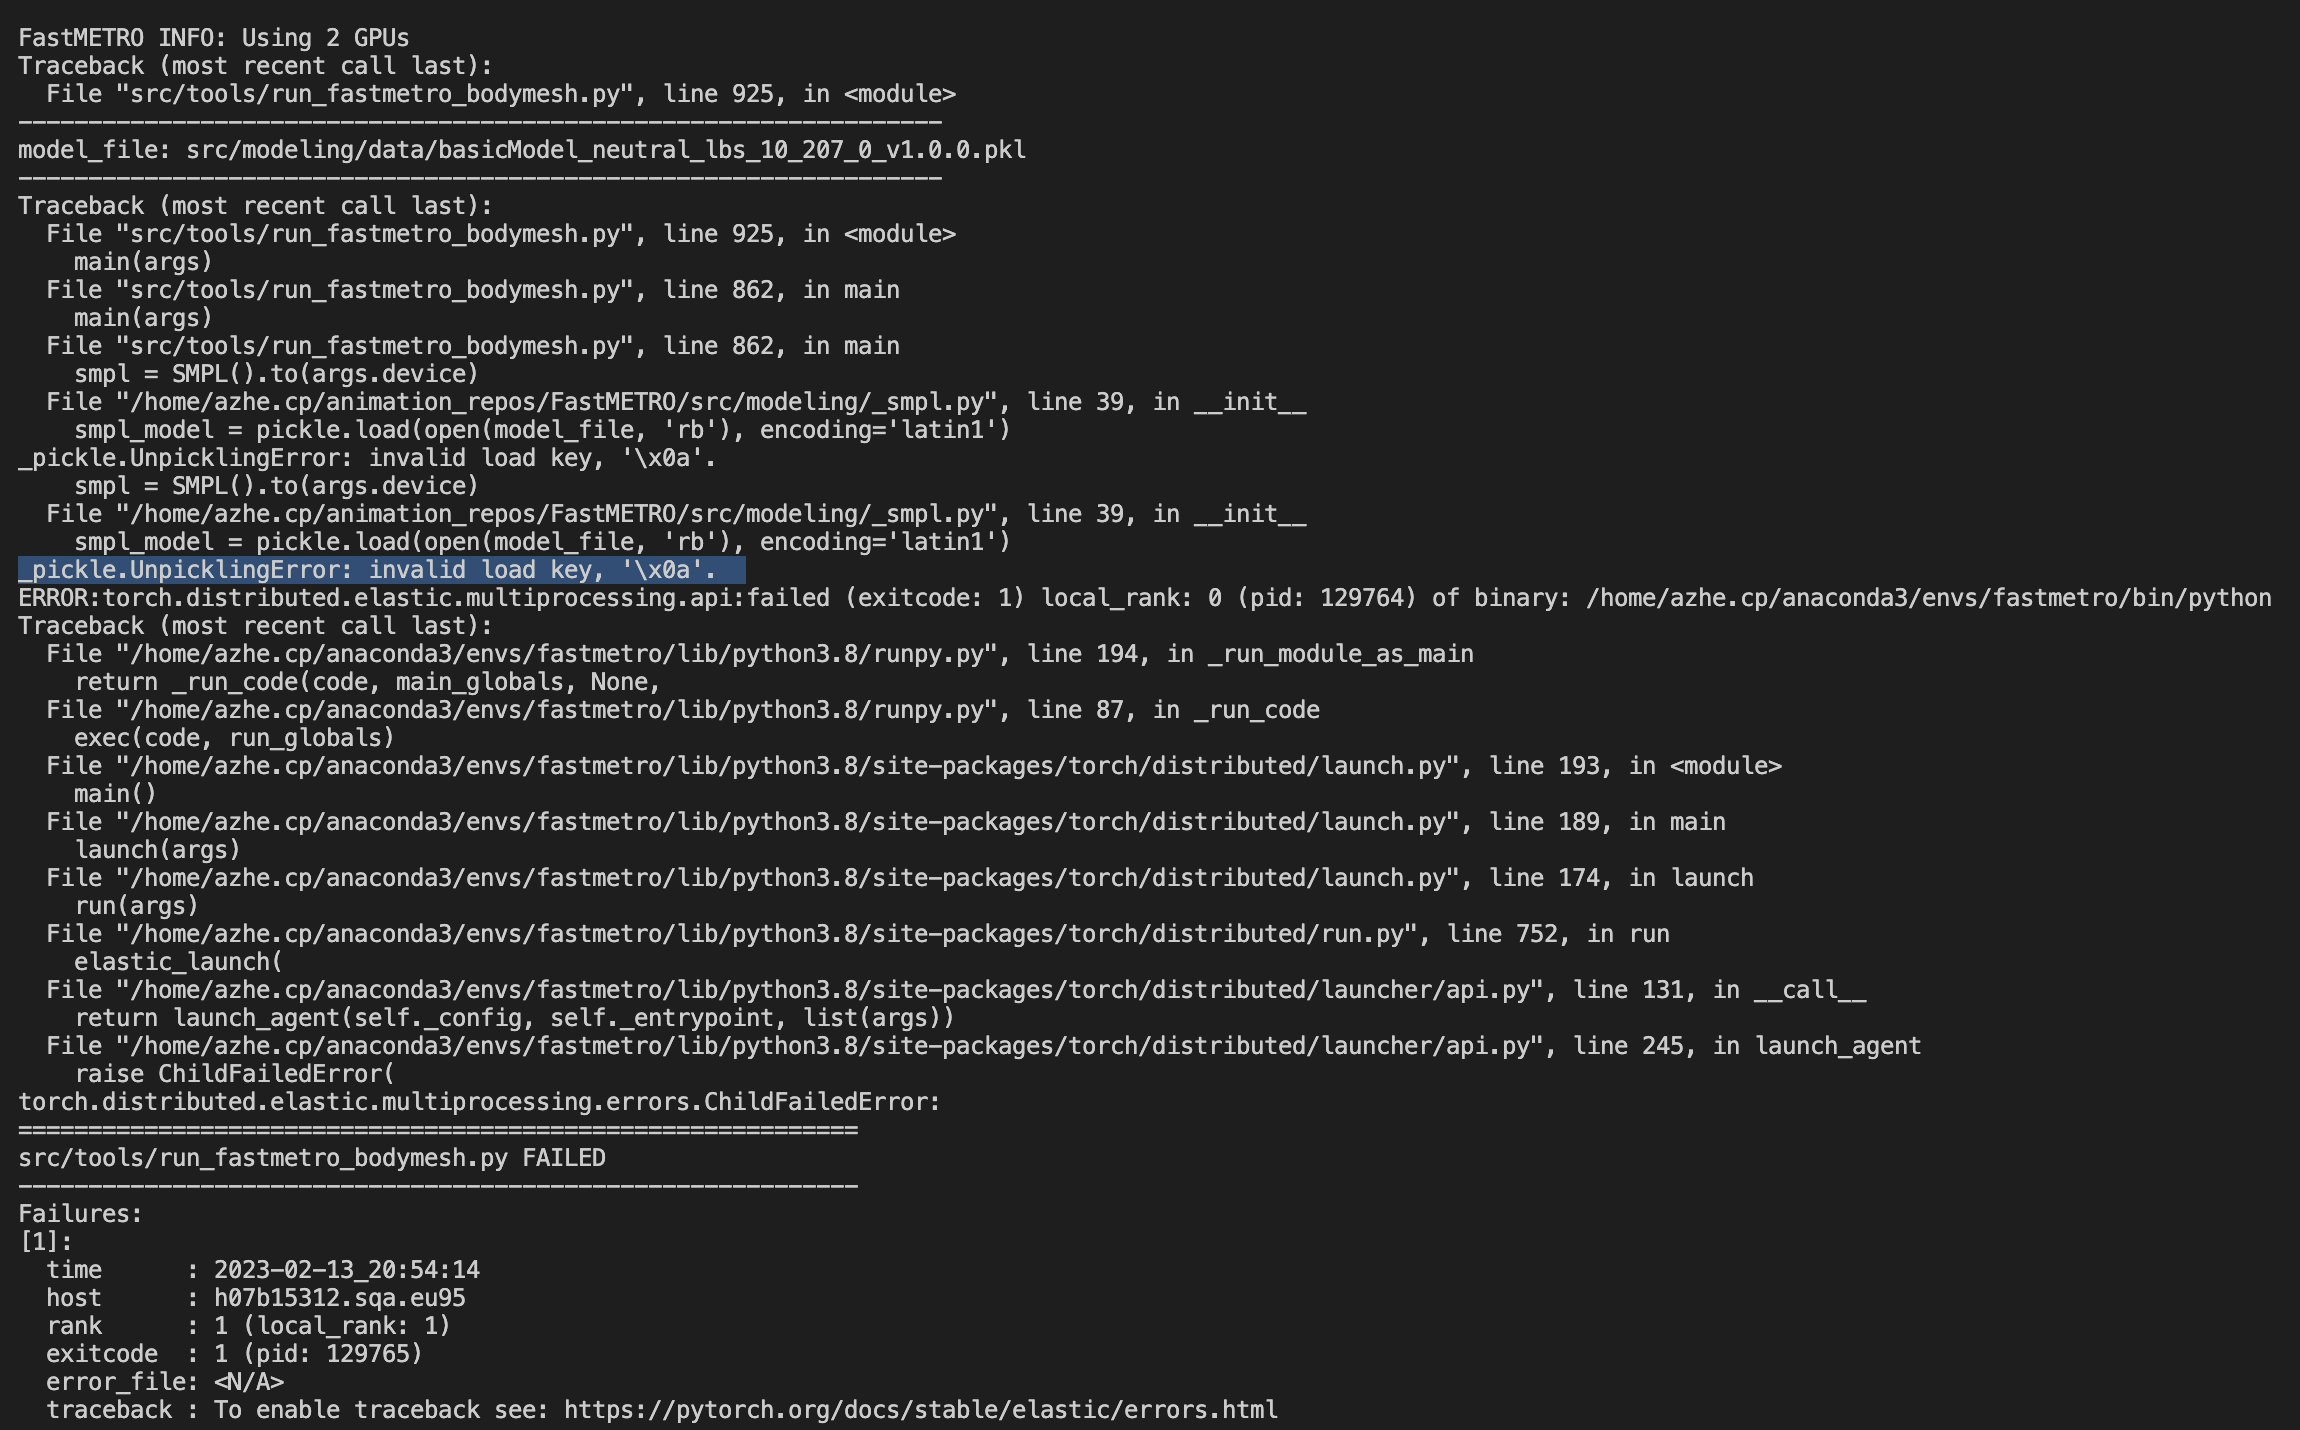 FastMETRO INFO: Using 2 GPUs
Traceback (most recent call last):
  File "src/tools/run_fastmetro_bodymesh.py", line 925, in <module>
------------------------------------------------------------------
model_file: src/modeling/data/basicModel_neutral_lbs_10_207_0_v1.0.0.pkl
------------------------------------------------------------------
Traceback (most recent call last):
  File "src/tools/run_fastmetro_bodymesh.py", line 925, in <module>
    main(args)
  File "src/tools/run_fastmetro_bodymesh.py", line 862, in main
    main(args)
  File "src/tools/run_fastmetro_bodymesh.py", line 862, in main
    smpl = SMPL().to(args.device)
  File "/home/azhe.cp/animation_repos/FastMETRO/src/modeling/_smpl.py", line 39, in __init__
    smpl_model = pickle.load(open(model_file, 'rb'), encoding='latin1')
_pickle.UnpicklingError: invalid load key, '\x0a'.
    smpl = SMPL().to(args.device)
  File "/home/azhe.cp/animation_repos/FastMETRO/src/modeling/_smpl.py", line 39, in __init__
    smpl_model = pickle.load(open(model_file, 'rb'), encoding='latin1')
_pickle.UnpicklingError: invalid load key, '\x0a'.
ERROR:torch.distributed.elastic.multiprocessing.api:failed (exitcode: 1) local_rank: 0 (pid: 129764) of binary: /home/azhe.cp/anaconda3/envs/fastmetro/bin/python
Traceback (most recent call last):
  File "/home/azhe.cp/anaconda3/envs/fastmetro/lib/python3.8/runpy.py", line 194, in _run_module_as_main
    return _run_code(code, main_globals, None,
  File "/home/azhe.cp/anaconda3/envs/fastmetro/lib/python3.8/runpy.py", line 87, in _run_code
    exec(code, run_globals)
  File "/home/azhe.cp/anaconda3/envs/fastmetro/lib/python3.8/site-packages/torch/distributed/launch.py", line 193, in <module>
    main()
  File "/home/azhe.cp/anaconda3/envs/fastmetro/lib/python3.8/site-packages/torch/distributed/launch.py", line 189, in main
    launch(args)
  File "/home/azhe.cp/anaconda3/envs/fastmetro/lib/python3.8/site-packages/torch/distributed/launch.py", line 174, in launch
    run(args)
  File "/home/azhe.cp/anaconda3/envs/fastmetro/lib/python3.8/site-packages/torch/distributed/run.py", line 752, in run
    elastic_launch(
  File "/home/azhe.cp/anaconda3/envs/fastmetro/lib/python3.8/site-packages/torch/distributed/launcher/api.py", line 131, in __call__
    return launch_agent(self._config, self._entrypoint, list(args))
  File "/home/azhe.cp/anaconda3/envs/fastmetro/lib/python3.8/site-packages/torch/distributed/launcher/api.py", line 245, in launch_agent
    raise ChildFailedError(
torch.distributed.elastic.multiprocessing.errors.ChildFailedError:
============================================================
src/tools/run_fastmetro_bodymesh.py FAILED
------------------------------------------------------------
Failures:
[1]:
  time      : 2023-02-13_20:54:14
  host      : h07b15312.sqa.eu95
  rank      : 1 (local_rank: 1)
  exitcode  : 1 (pid: 129765)
  error_file: <N/A>
  traceback : To enable traceback see: https://pytorch.org/docs/stable/elastic/errors.html